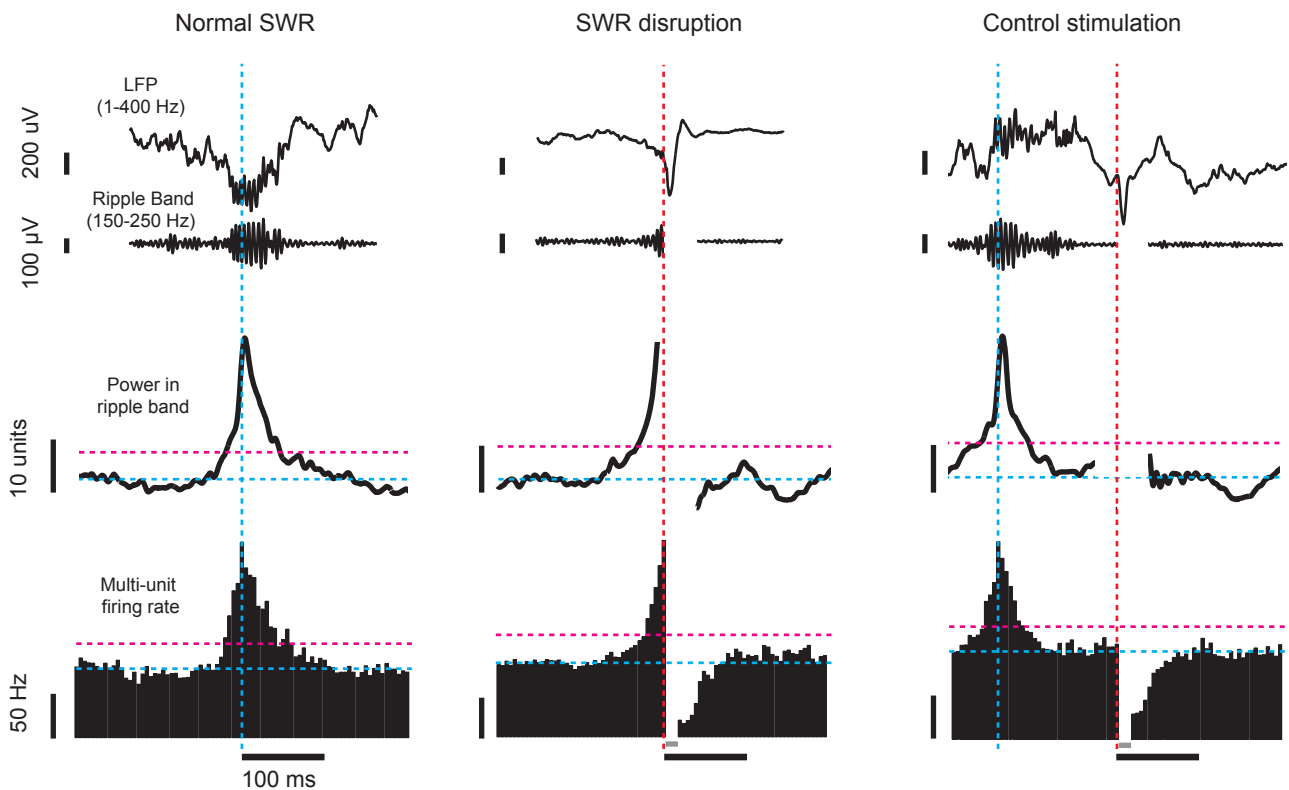 Normal SWR
SWR disruption
Control stimulation
LFP
(1-400 Hz)
200 uV
Ripple Band
(150-250 Hz)
100 µV
Power in
ripple band
10 units
Multi-unit
firing rate
50 Hz
100 ms